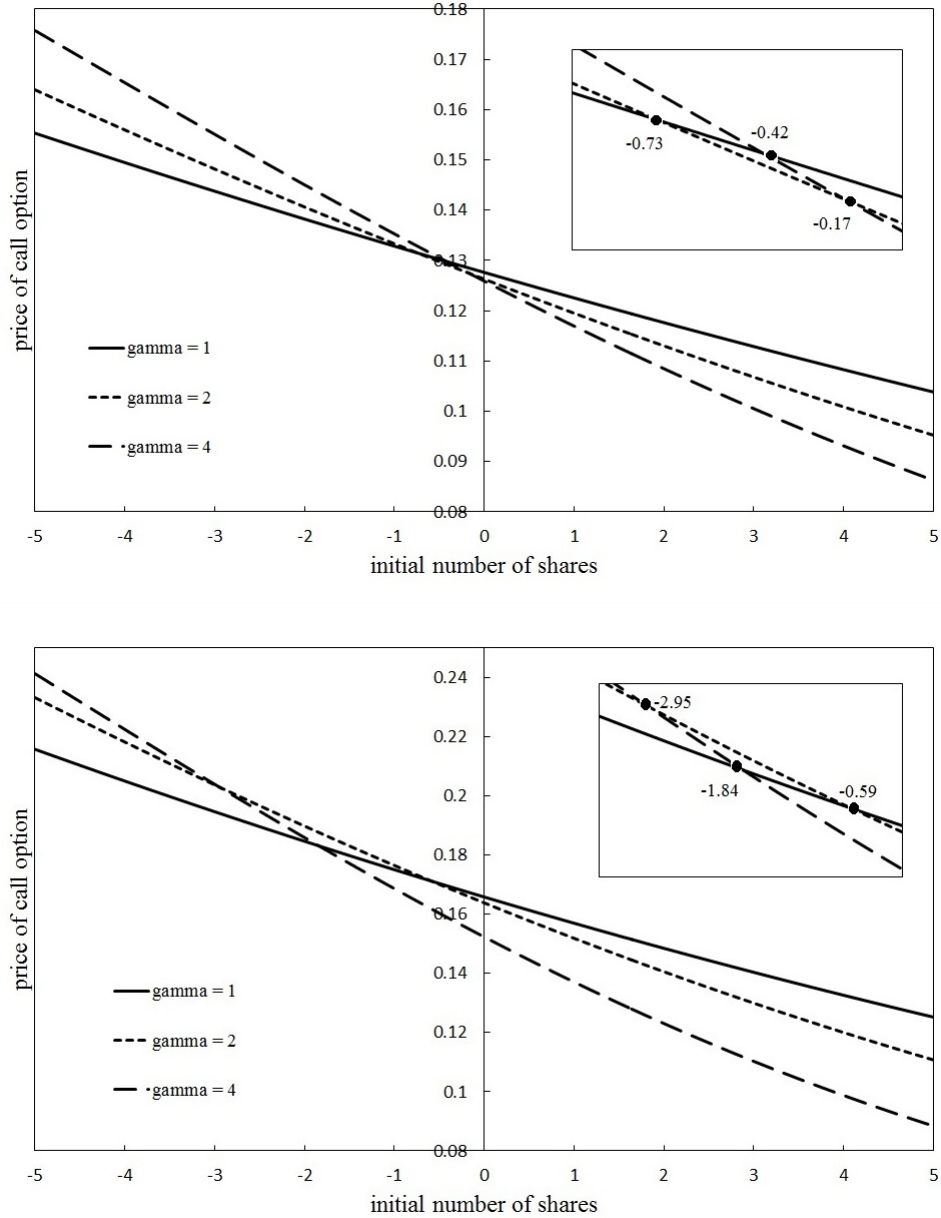 0.18
0.17
0.16
0.15
0.14
0.13
0.12
0.11
0.1
0.09
0.08
price of call option
-0.73
-0.42
-0.17
gamma = 1
gamma = 2
gamma = 4
-5 -4 -3 -2 -1 0 1 2 3 4 5
initial number of shares
0.24
0.22
0.2
0.18
0.16
0.14
0.12
0.1
0.08
price of call option
-2.95
-1.84
-0.59
gamma = 1
gamma = 2
gamma = 4
-5 -4 -3 -2 -1 0 1 2 3 4 5
initial number of shares